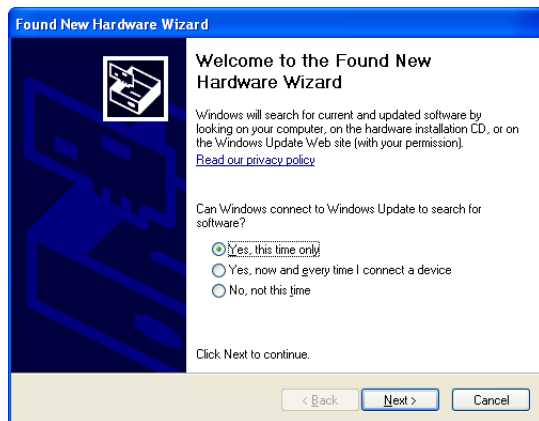 Found New Hardware Wizard
Welcome to the Found New
Hardware Wizard
Windows will search for current and updated software by
looking on your computer, on the hardware installation CD, or on
the Windows Update Web site (with your permission).
Read our privacy policy
Can Windows connect to Windows Update to search for
software?
Yes, this time only
Yes, now and every time I connect a device
No, not this time
Click Next to continue.
< Back
Next >
Cancel